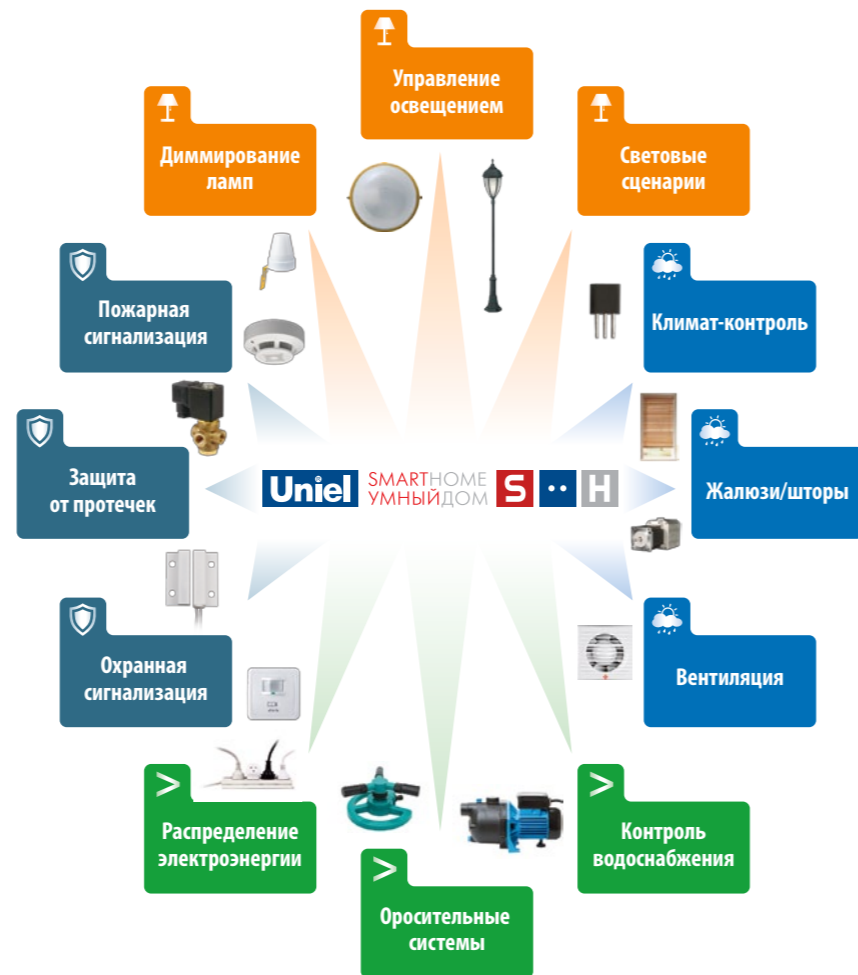 Управление
освещением
Диммирование
ламп
Световые
сценарии
Пожарная
сигнализация
Климат-контроль
Защита
от протечек
Uniel
SMARTHOME
УМНЫЙДОМ
S
H
Жалюзи/шторы
Охранная
сигнализация
Вентиляция
Распределение
электроэнергии
Контроль
водоснабжения
Оросительные
системы